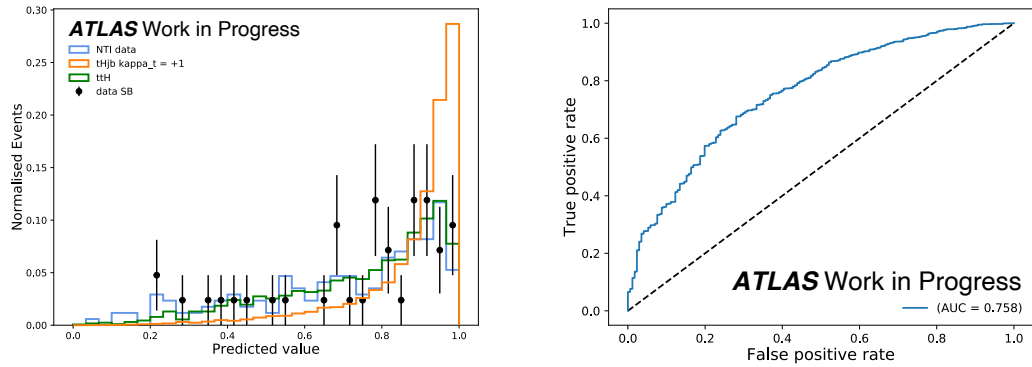 ATLAS Work in Progress
NTI data
tHjb kappa_t = +1
ttH
data SB
Normalised Events
0.30
0.25
0.20
0.15
0.10
0.05
0.00
0.0 0.2 0.4 0.6 0.8 1.0
Predicted value
True positive rate
1.0
0.8
0.6
0.4
0.2
0.0
ATLAS Work in Progress
(AUC = 0.758)
0.0 0.2 0.4 0.6 0.8 1.0
False positive rate